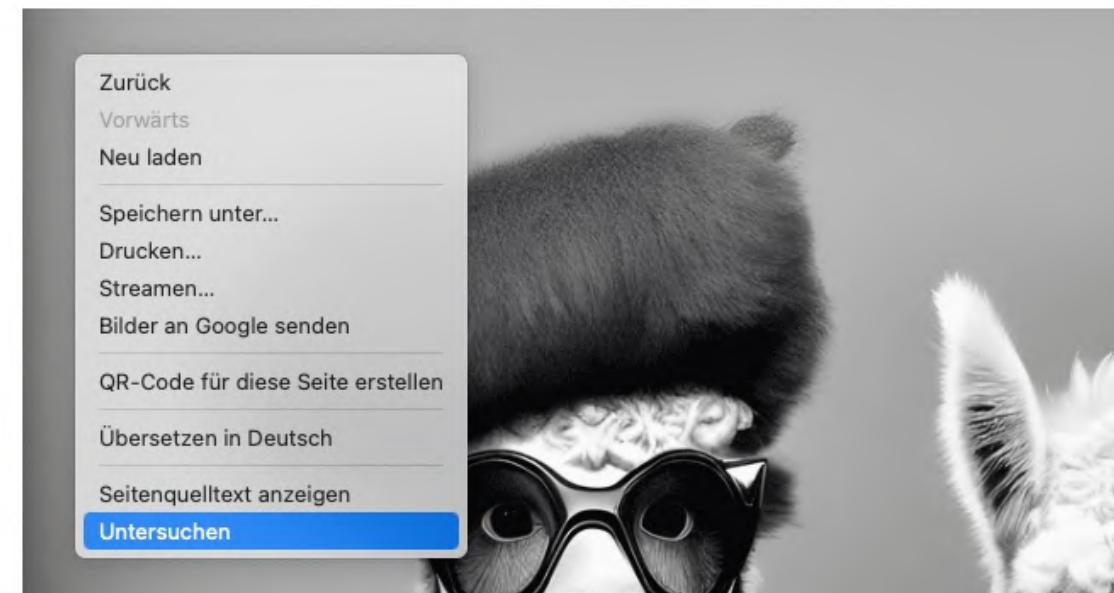 Zurück
Vorwärts
Neu laden
Speichern unter...
Drucken...
Streamen...
Bilder an Google senden
QR-Code für diese Seite erstellen
Übersetzen in Deutsch
Seitenquelltext anzeigen
Untersuchen